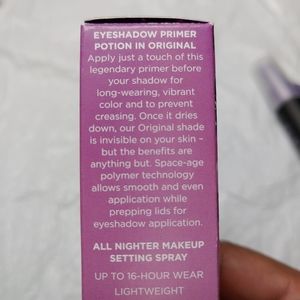 EYESHADOW PRIMER
POTION IN ORIGINAL
Apply just a touch of this
legendary primer before
your shadow for
long-wearing, vibrant
color and to prevent
creasing. Once it dries
down, our Original shade
is invisible on your skin –
but the benefits are
anything but. Space-age
polymer technology
allows smooth and even
application while
prepping lids for
eyeshadow application.
ALL NIGHTER MAKEUP
SETTING SPRAY
UP TO 16-HOUR WEAR
LIGHTWEIGHT